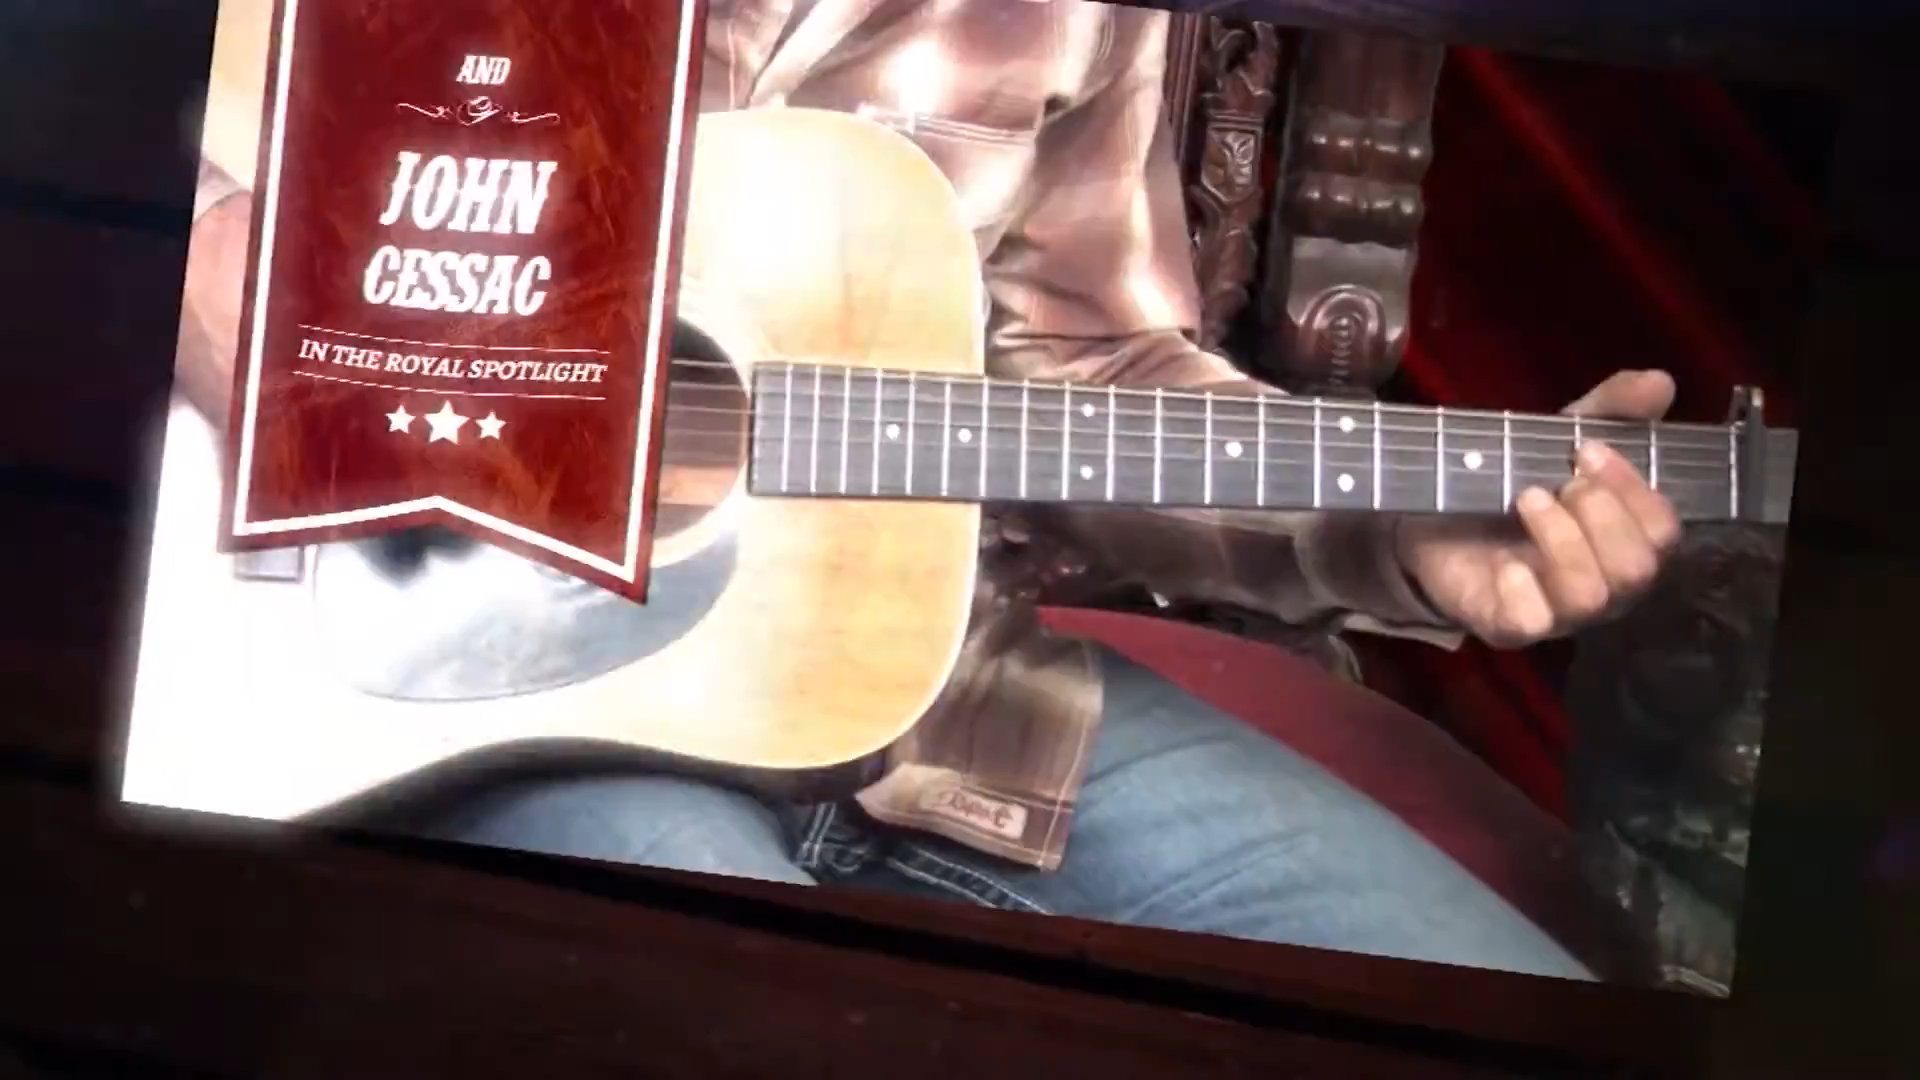 AND
JOHN
CESSAC
IN THE ROYAL SPOTLIGHT